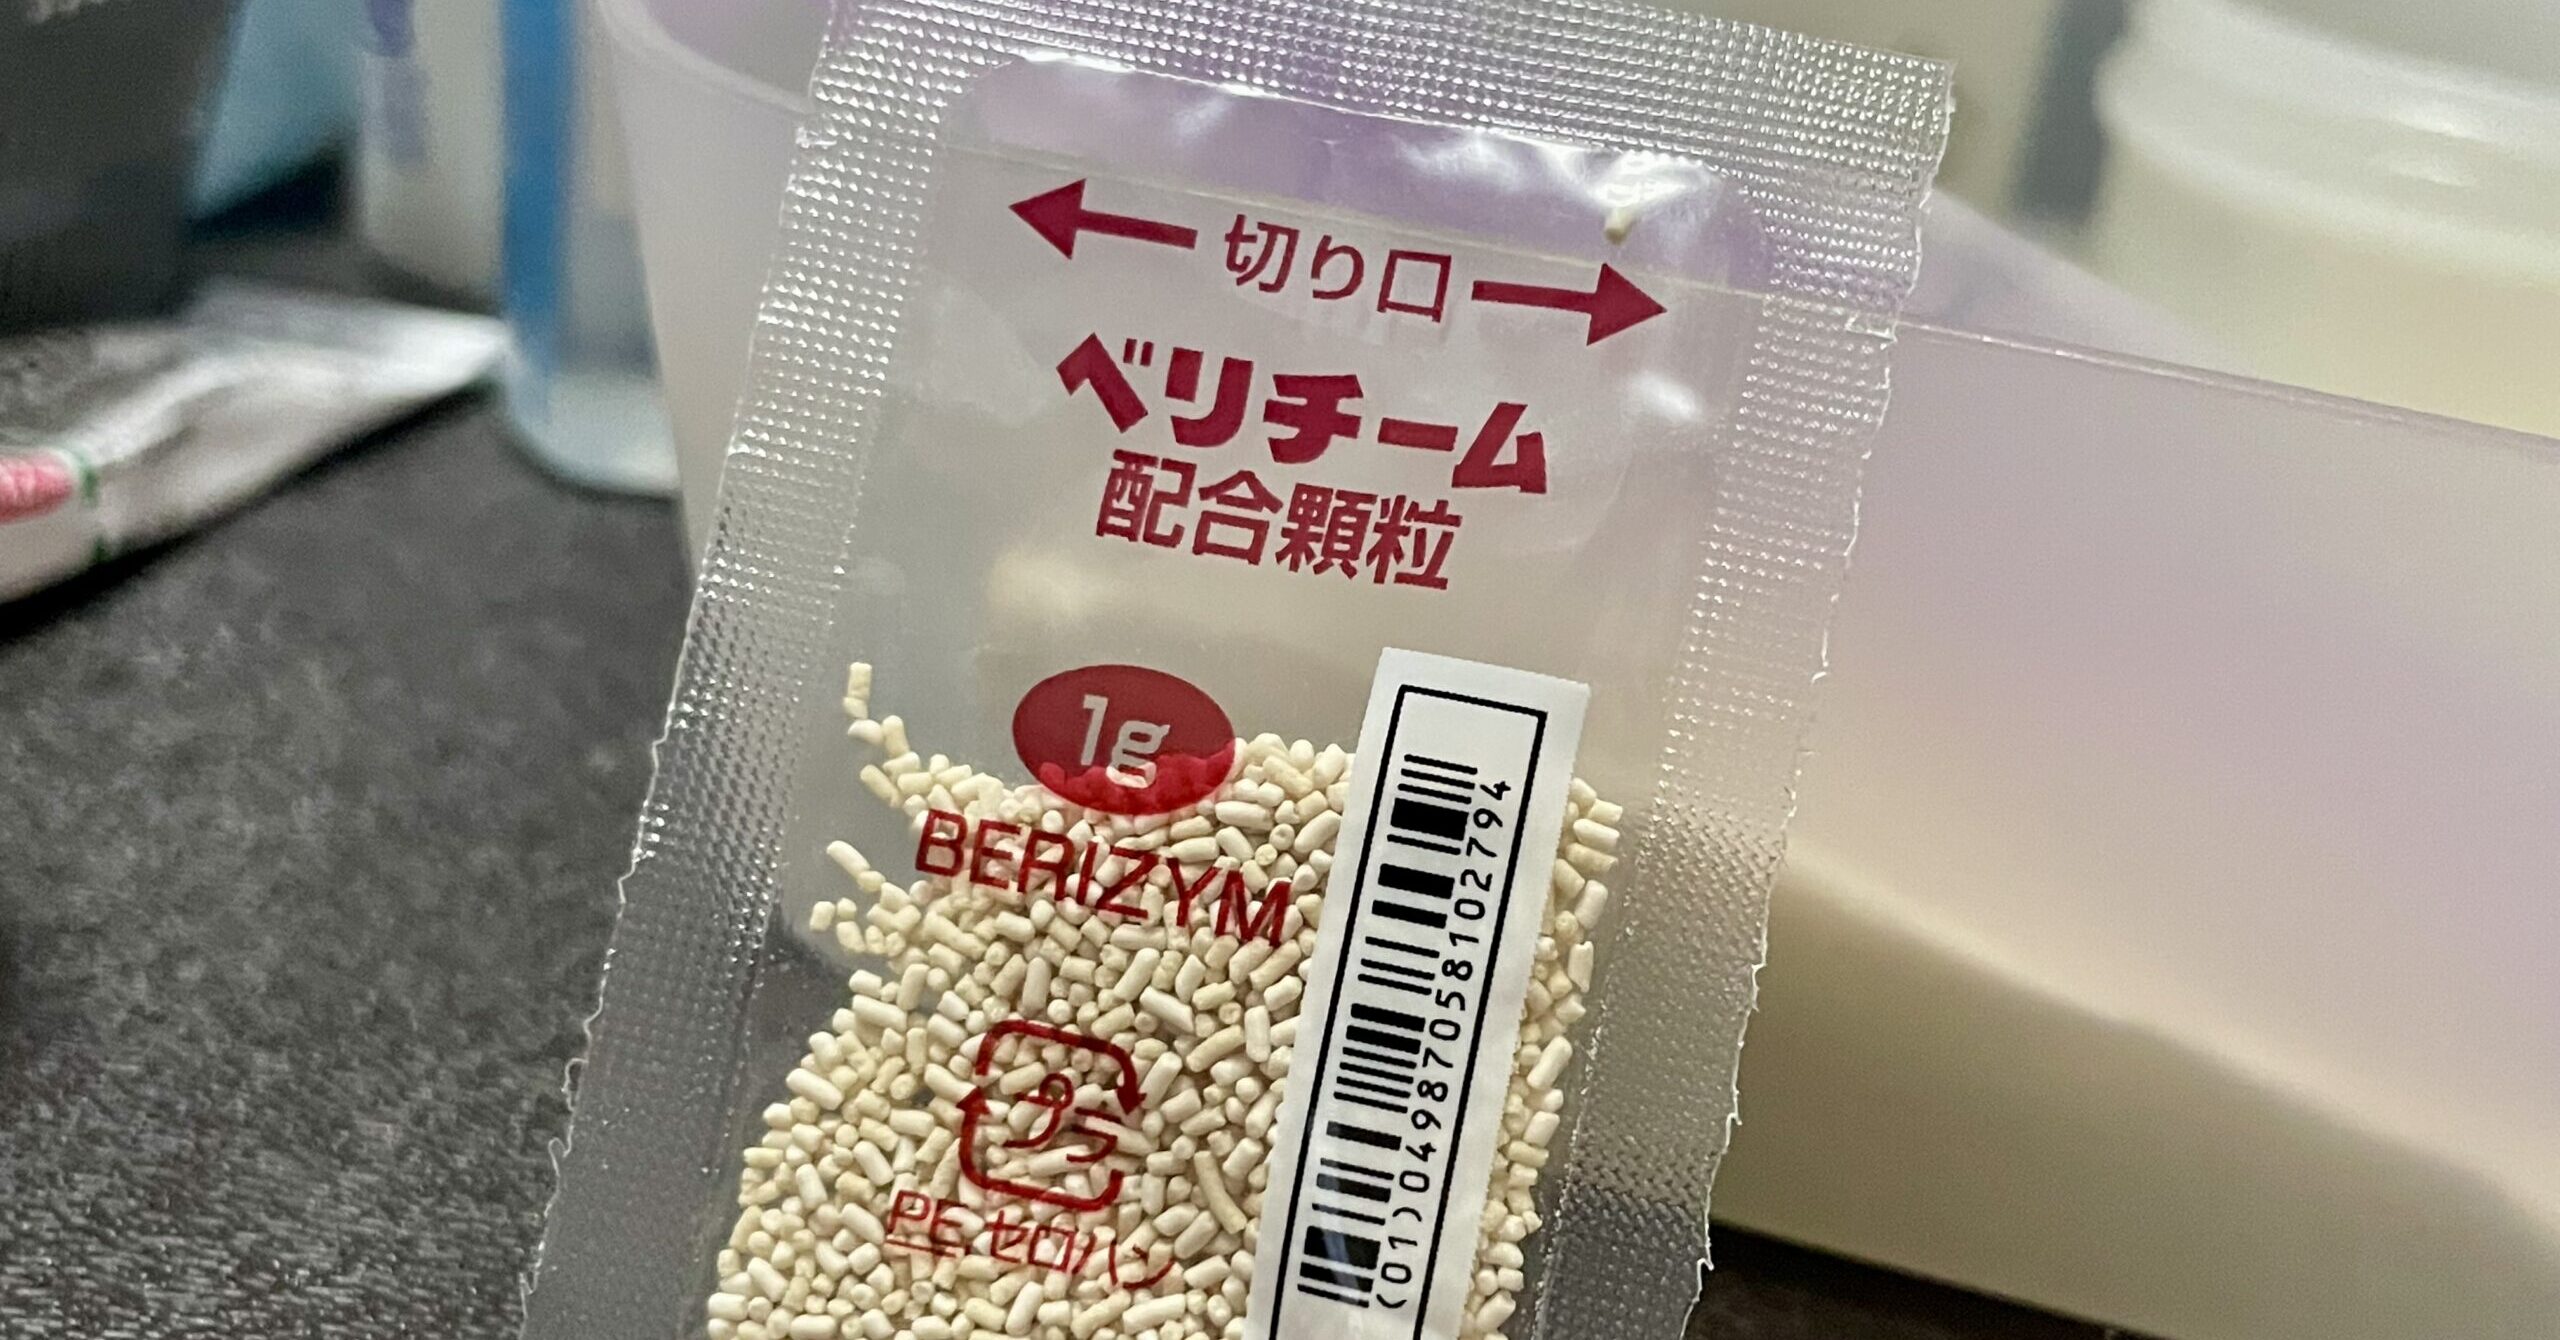 ← 切り口 →
ベリチーム
配合顆粒
1g
BERIZYM
プラ
PE, セロハン
(01)04987058102794